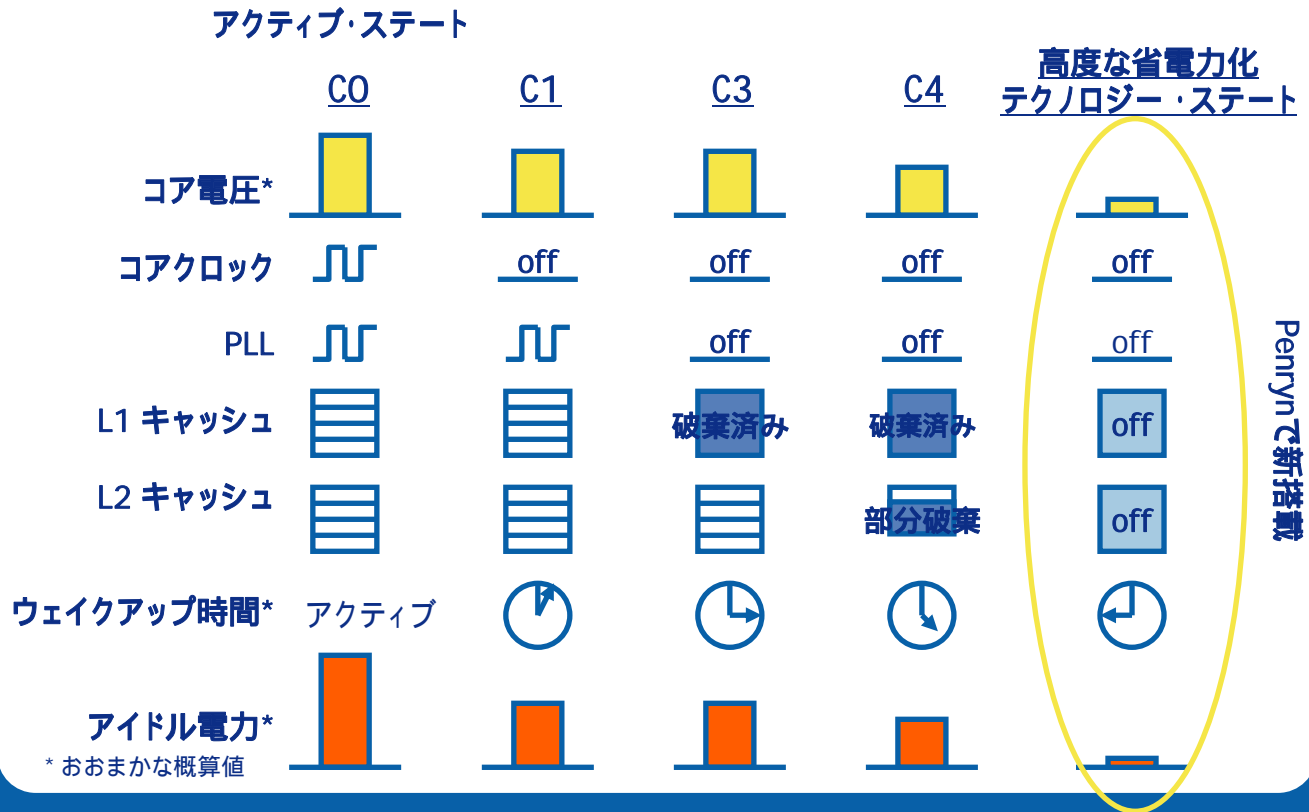 アクティブ・ステート
C0
C1
C3
C4
高度な省電力化
テクノロジー・ステート
コア電圧*
コアクロック
off
off
off
off
PLL
off
off
off
L1 キャッシュ
破棄済み
破棄済み
off
L2 キャッシュ
部分破棄
off
ウェイクアップ時間*
アクティブ
アイドル電力*
* おおまかな概算値
Penrynで新搭載